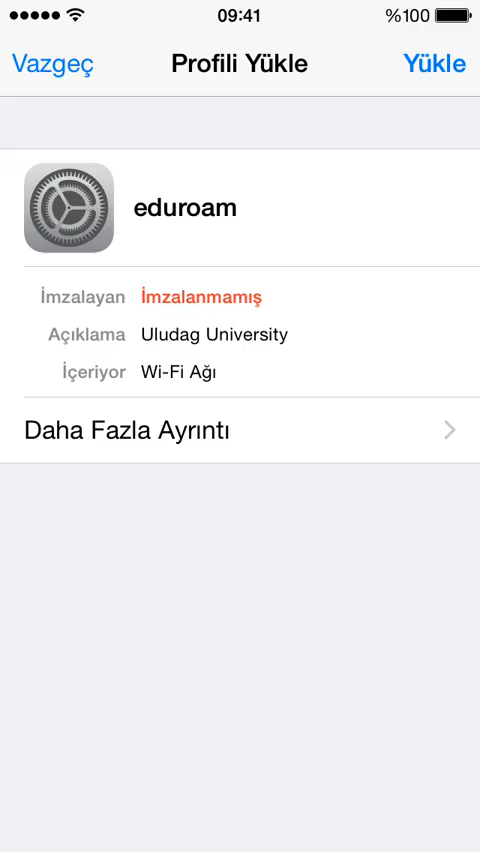 09:41 %100
Vazgeç Profili Yükle Yükle
eduroam
İmzalayan İmzalanmamış
Açıklama Uludag University
İçeriyor Wi-Fi Ağı
Daha Fazla Ayrıntı